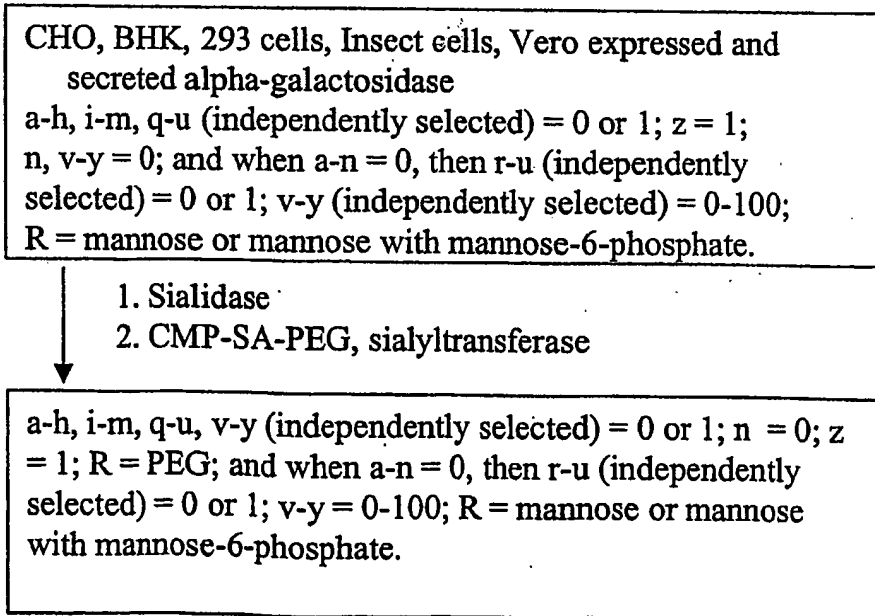 CHO, BHK, 293 cells, Insect cells, Vero expressed and
secreted alpha-galactosidase
a-h, i-m, q-u (independently selected) = 0 or 1; z = 1;
n, v-y = 0; and when a-n = 0, then r-u (independently
selected) = 0 or 1; v-y (independently selected) = 0-100;
R = mannose or mannose with mannose-6-phosphate.
1. Sialidase
2. CMP-SA-PEG, sialyltransferase
a-h, i-m, q-u, v-y (independently selected) = 0 or 1; n = 0; z
= 1; R = PEG; and when a-n = 0, then r-u (independently
selected) = 0 or 1; v-y = 0-100; R = mannose or mannose
with mannose-6-phosphate.